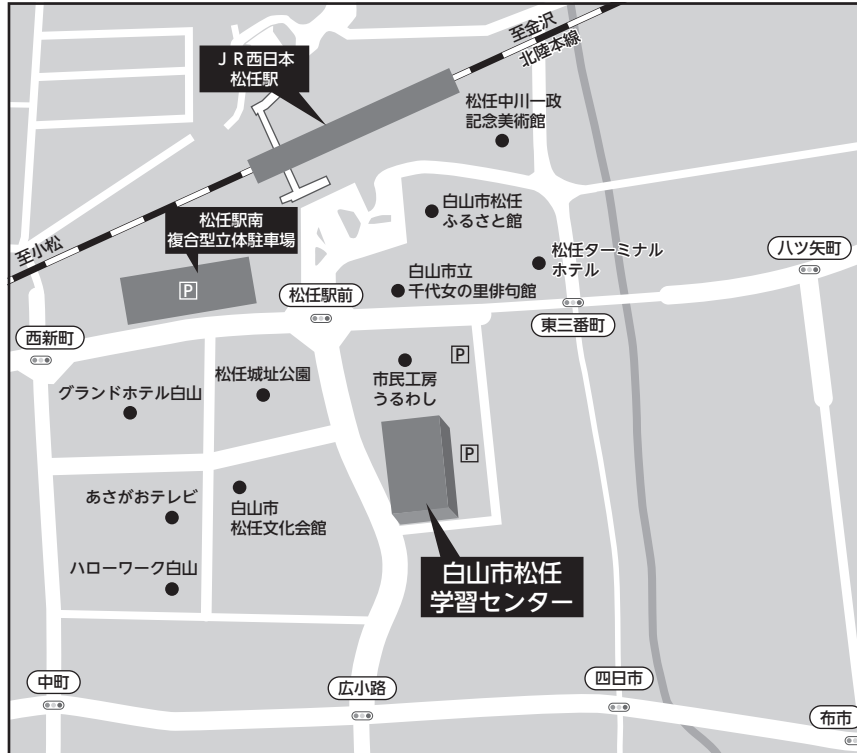 至金沢
北陸本線
JR西日本
松任駅
松任中川一政
記念美術館
白山市松任
ふるさと館
松任駅南
複合型立体駐車場
至小松
P
松任ターミナル
ホテル
八ツ矢町
白山市立
千代女の里俳句館
松任駅前
東三番町
西新町
市民工房
うるわし
P
松任城址公園
グランドホテル白山
P
あさがおテレビ
白山市
松任文化会館
ハローワーク白山
白山市松任
学習センター
中町
広小路
四日市
布市